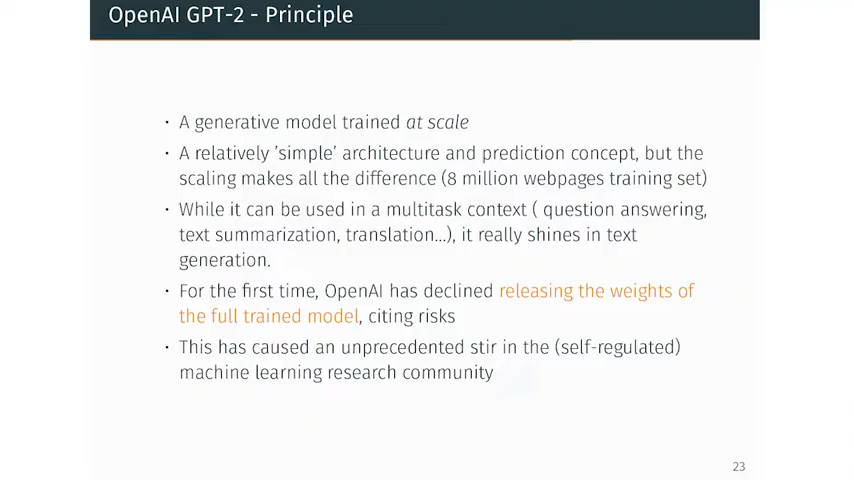 OpenAI GPT-2 - Principle
· A generative model trained at scale
· A relatively ’simple’ architecture and prediction concept, but the
scaling makes all the difference (8 million webpages training set)
· While it can be used in a multitask context ( question answering,
text summarization, translation...), it really shines in text
generation.
· For the first time, OpenAI has declined releasing the weights of
the full trained model, citing risks
· This has caused an unprecedented stir in the (self-regulated)
machine learning research community
23